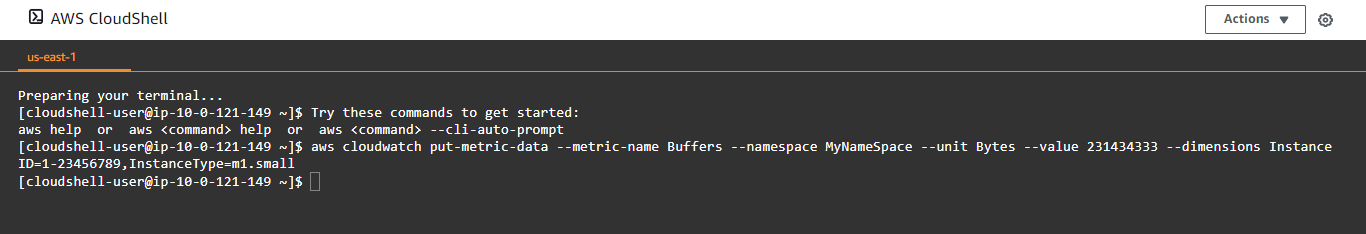 AWS CloudShell
Actions
us-east-1
Preparing your terminal...
[cloudshell-user@ip-10-0-121-149 ~]$ Try these commands to get started:
aws help  or  aws <command> help  or  aws <command> --cli-auto-prompt
[cloudshell-user@ip-10-0-121-149 ~]$ aws cloudwatch put-metric-data --metric-name Buffers --namespace MyNameSpace --unit Bytes --value 231434333 --dimensions Instance
ID=1-23456789,InstanceType=m1.small
[cloudshell-user@ip-10-0-121-149 ~]$